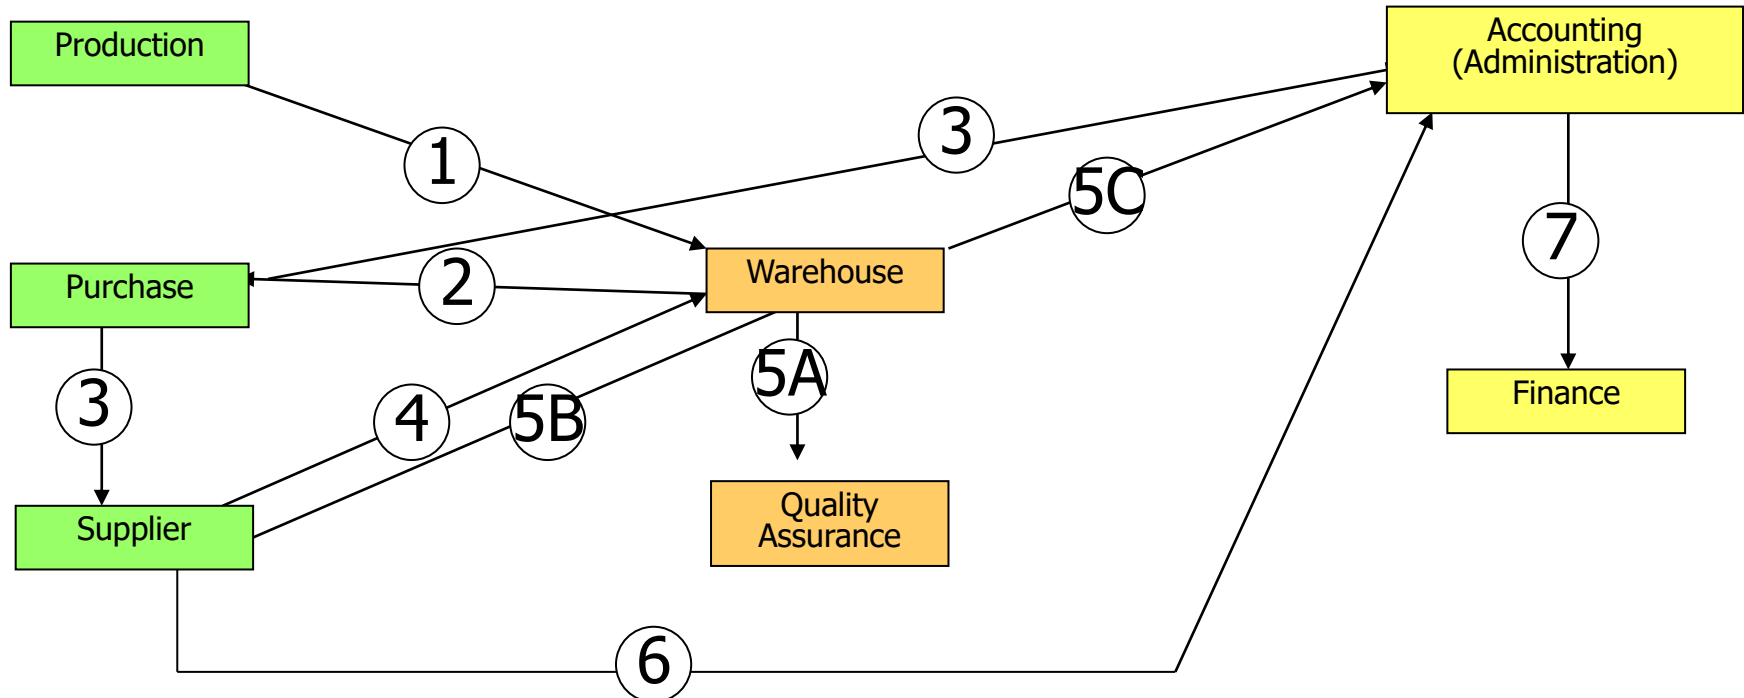 Production
Accounting
(Administration)
3
1
5C
7
Purchase
2
Warehouse
3
4
5B
5A
Finance
Supplier
Quality
Assurance
6